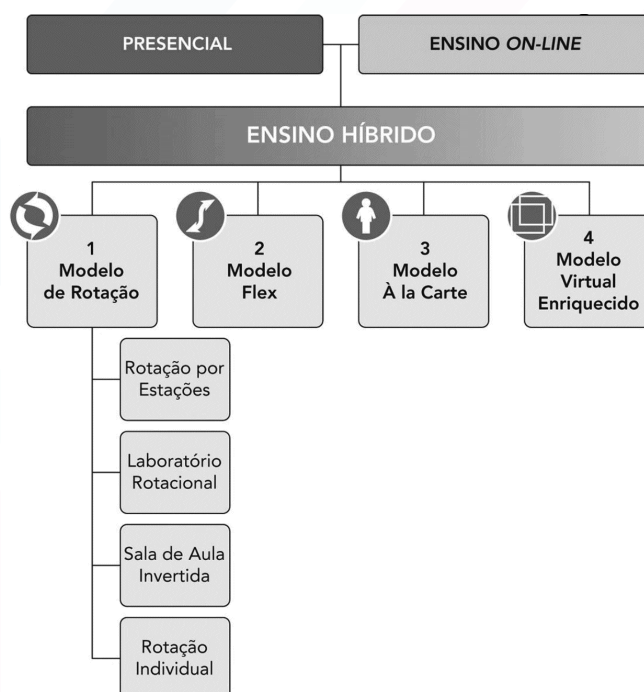 PRESENCIAL
ENSINO ON-LINE
ENSINO HÍBRIDO
1
Modelo
de Rotação
2
Modelo
Flex
3
Modelo
À la Carte
4
Modelo
Virtual
Enriquecido
Rotação por
Estações
Laboratório
Rotacional
Sala de Aula
Invertida
Rotação
Individual